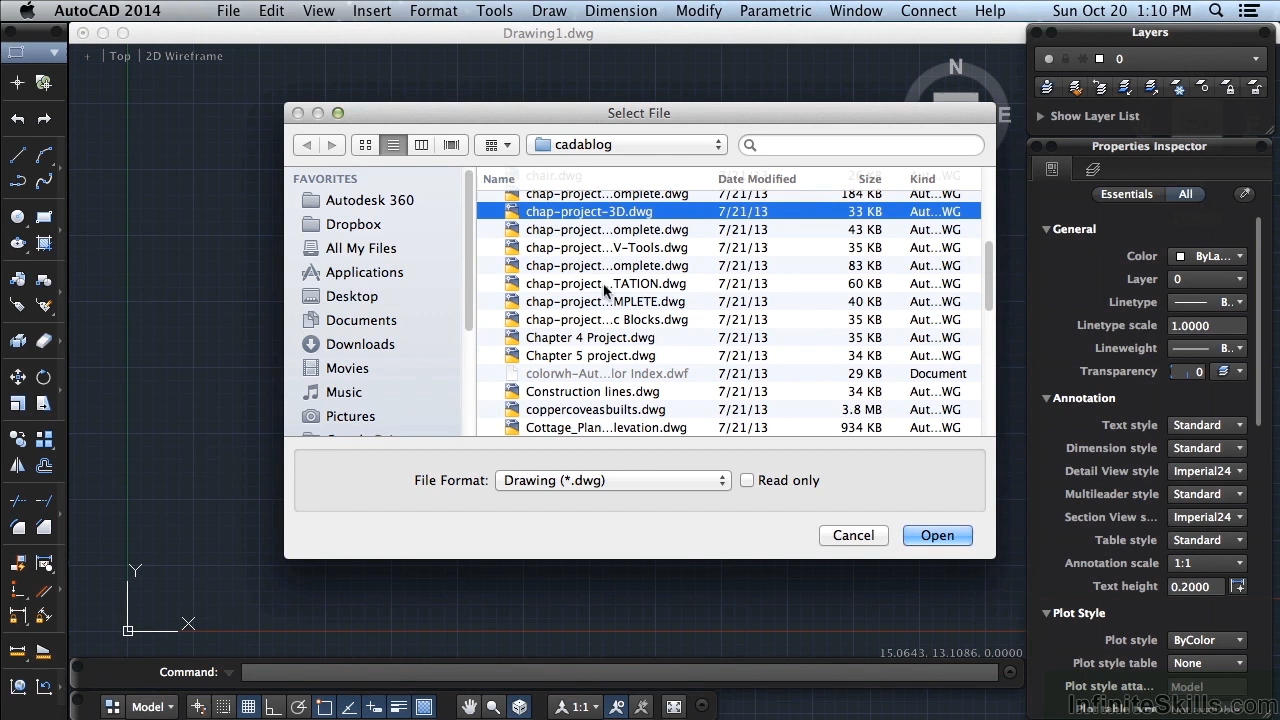 AutoCAD 2014 File Edit View Insert Format Tools Draw Dimension Modify Parametric Window Connect Help Sun Oct 20 1:10 PM
Drawing1.dwg
+ Top 2D Wireframe
N
E
Select File
cadablog
FAVORITES
Autodesk 360
Dropbox
All My Files
Applications
Desktop
Documents
Downloads
Movies
Music
Pictures
Name Date Modified Size Kind
chair.dwg
chap-project...omplete.dwg 7/21/13 184 KB Aut...WG
chap-project-3D.dwg 7/21/13 33 KB Aut...WG
chap-project...omplete.dwg 7/21/13 43 KB Aut...WG
chap-project...V-Tools.dwg 7/21/13 35 KB Aut...WG
chap-project...omplete.dwg 7/21/13 83 KB Aut...WG
chap-project...TATION.dwg 7/21/13 60 KB Aut...WG
chap-project...MPLETE.dwg 7/21/13 40 KB Aut...WG
chap-project...c Blocks.dwg 7/21/13 35 KB Aut...WG
Chapter 4 Project.dwg 7/21/13 35 KB Aut...WG
Chapter 5 project.dwg 7/21/13 34 KB Aut...WG
colorwh-Aut...lor Index.dwf 7/21/13 29 KB Document
Construction lines.dwg 7/21/13 26 KB Aut...WG
coppercoveasbuilts.dwg 7/21/13 3.8 MB Aut...WG
Cottage_Plan...levation.dwg 7/21/13 934 KB Aut...WG
File Format: Drawing (*.dwg) Read only
Cancel Open
Y
X
15.0643, 13.1086, 0.0000
Command:
Model 1:1
Layers
0
Show Layer List
Properties Inspector
Essentials All
General
Color ByLa...
Layer 0
Linetype B..
Linetype scale 1.0000
Lineweight B..
Transparency 0
Annotation
Text style Standard
Dimension style Standard
Detail View style Imperial24
Multileader style Standard
Section View s... Imperial24
Table style Standard
Annotation scale 1:1
Text height 0.2000
Plot Style
Plot style ByColor
Plot style table None
Plot style atta... Model
InfiniteSkills.com